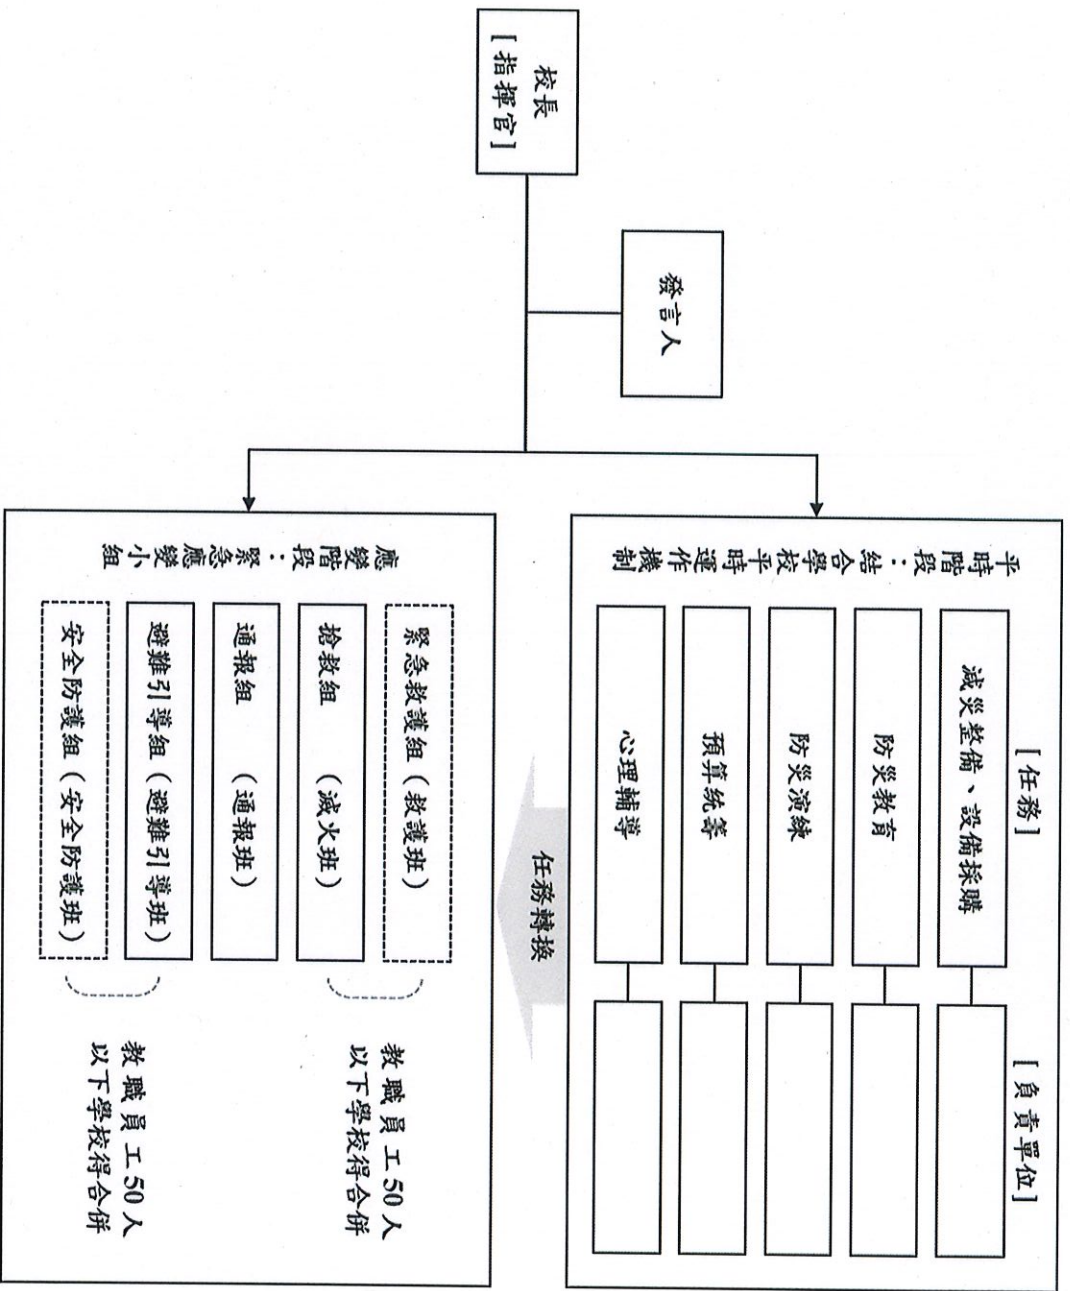 校長
[指揮官]
發言人
平時階段：結合學校平時運作機制
[任務]
[負責單位]
減災整備、設備採購
防災教育
防災演練
預算統籌
心理輔導
任務轉換
應變階段：緊急應變小組
緊急救護組（救護班）
搶救組　（滅火班）
通報組　（通報班）
避難引導組（避難引導班）
安全防護組（安全防護班）
教職員工50人
以下學校得合併
教職員工50人
以下學校得合併